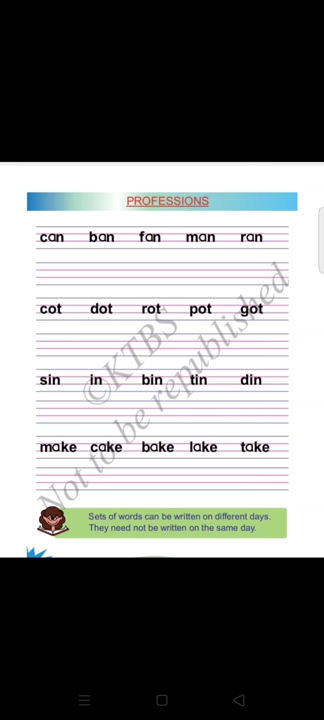 PROFESSIONS
can ban fan man ran
cot dot rot pot got
sin in bin tin din
make cake bake lake take
©KTBS
Not to be republished
Sets of words can be written on different days.
They need not be written on the same day.